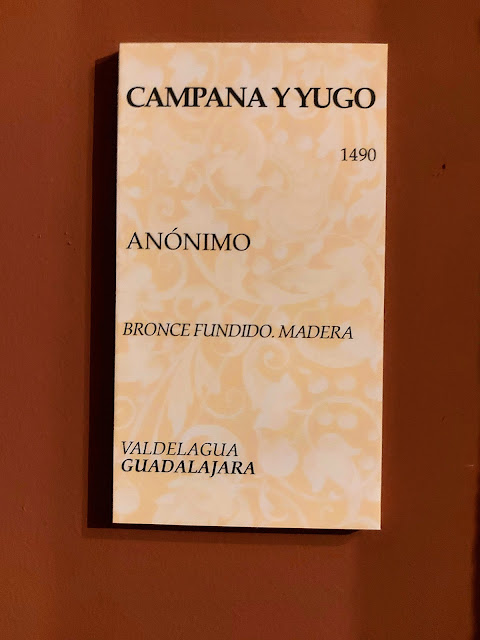 CAMPANA Y YUGO
1490
ANÓNIMO
BRONCE FUNDIDO. MADERA
VALDELAGUA
GUADALAJARA